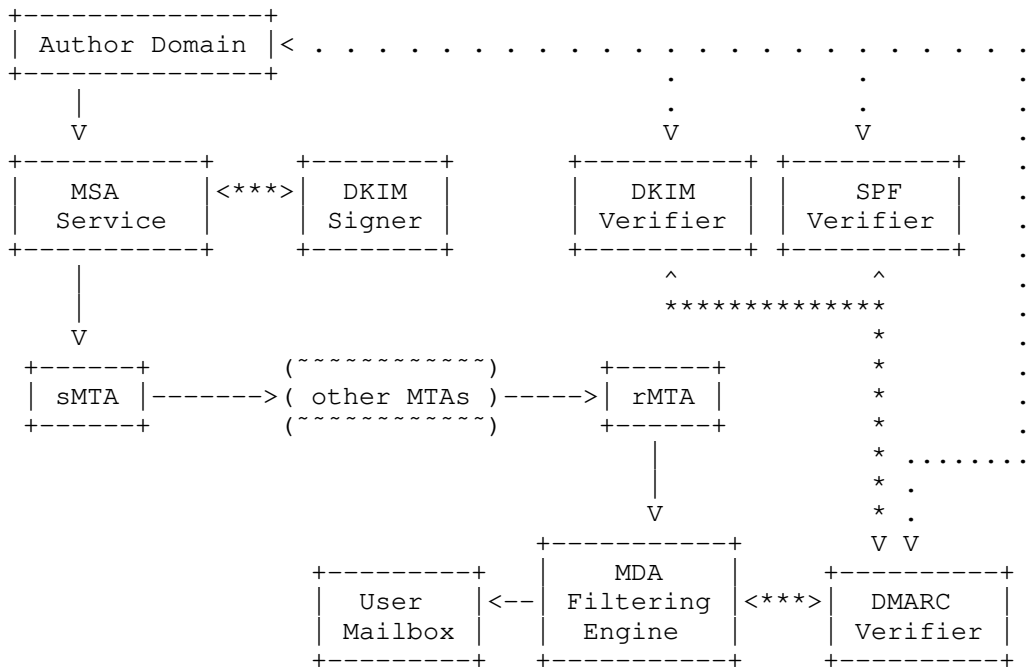 Author Domain
MSA DKIM DKIM SPF
Service Signer Verifier Verifier
sMTA other MTAs rMTA
MDA
User Filtering DMARC
Mailbox Engine Verifier